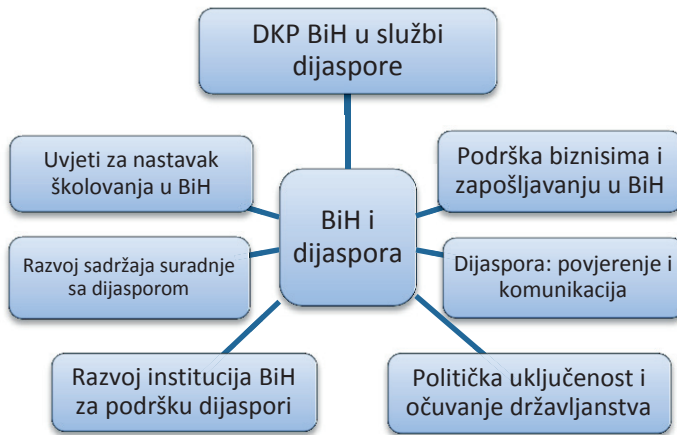 DKP BiH u službi
dijaspore
Uvjeti za nastavak
školovanja u BiH
Podrška biznisima i
zapošljavanju u BiH
BiH i
dijaspora
Razvoj sadržaja suradnje
sa dijasporom
Dijaspora: povjerenje i
komunikacija
Razvoj institucija BiH
za podršku dijaspori
Politička uključenost i
očuvanje državljanstva